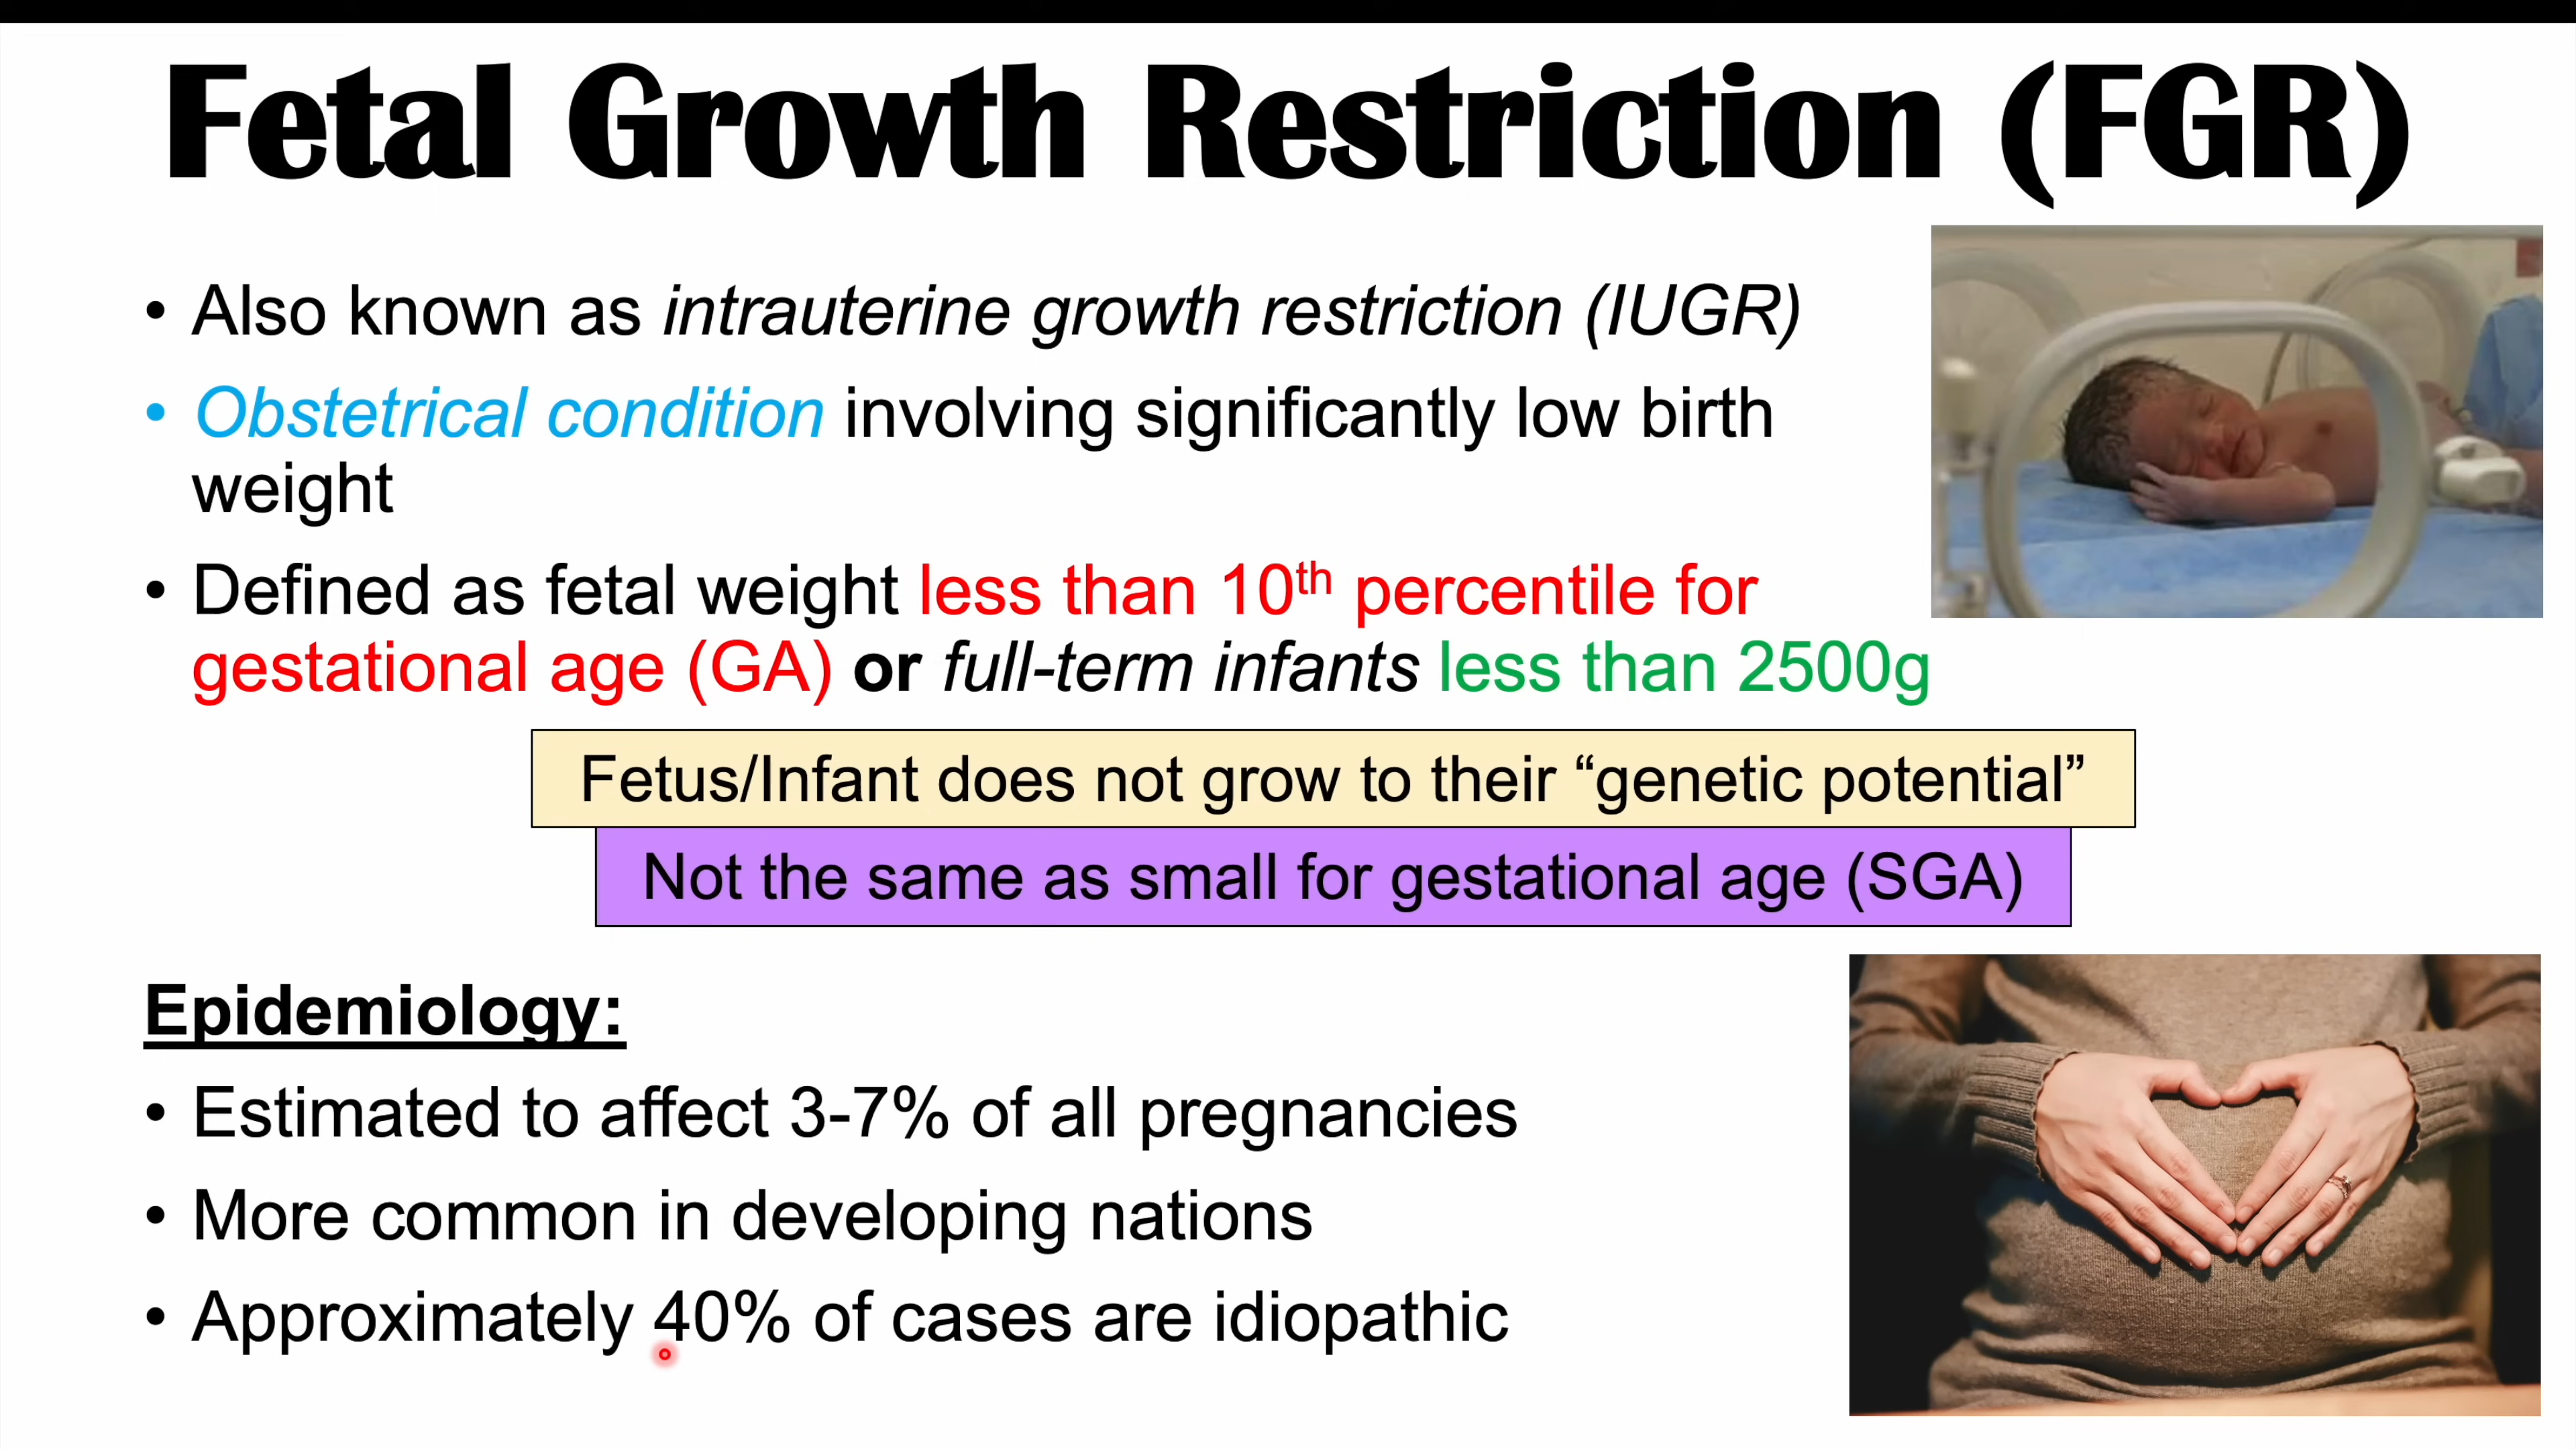 Fetal Growth Restriction (FGR)
• Also known as intrauterine growth restriction (IUGR)
• Obstetrical condition involving significantly low birth
weight
• Defined as fetal weight less than 10th percentile for
gestational age (GA) or full-term infants less than 2500g
Fetus/Infant does not grow to their “genetic potential”
Not the same as small for gestational age (SGA)
Epidemiology:
• Estimated to affect 3-7% of all pregnancies
• More common in developing nations
• Approximately 40% of cases are idiopathic